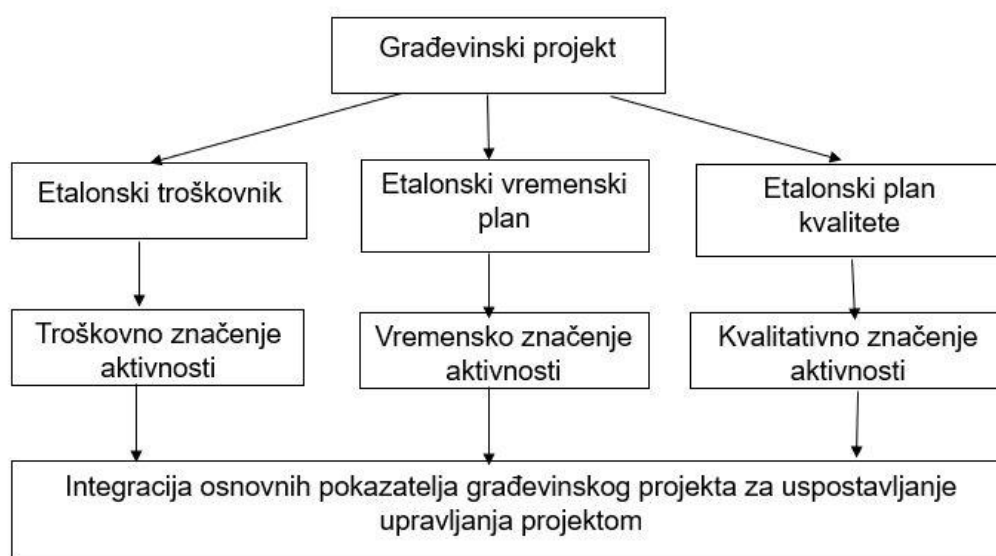 Građevinski projekt
Etalonski troškovnik
Etalonski vremenski
plan
Etalonski plan
kvalitete
Troškovno značenje
aktivnosti
Vremensko značenje
aktivnosti
Kvalitativno značenje
aktivnosti
Integracija osnovnih pokazatelja građevinskog projekta za uspostavljanje
upravljanja projektom